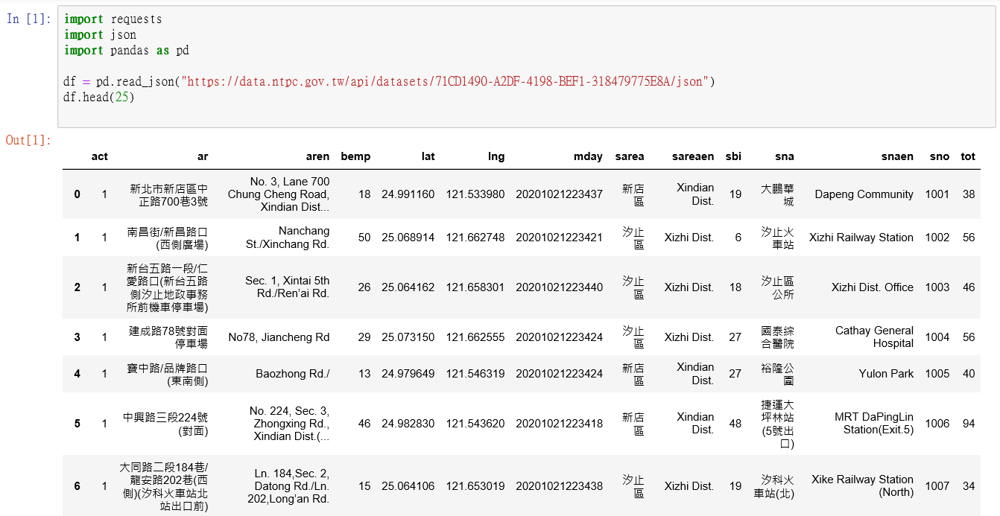 In [1]:
import requests
import json
import pandas as pd
df = pd.read_json("https://data.ntpc.gov.tw/api/datasets/71CD1490-A2DF-4198-BEF1-318479775E8A/json")
df.head(25)
Out[1]:
act ar aren bemp lat lng mday sarea sareaen sbi sna snaen sno tot
0 1 新北市新店區中正路700巷3號 No. 3, Lane 700 Chung Cheng Road, Xindian Dist... 18 24.991160 121.533980 20201021223437 新店區 Xindian Dist. 19 大鵬華城 Dapeng Community 1001 38
1 1 南昌街/新昌路口(西側廣場) Nanchang St./Xinchang Rd. 50 25.068914 121.662748 20201021223421 汐止區 Xizhi Dist. 6 汐止火車站 Xizhi Railway Station 1002 56
2 1 新台五路一段/仁愛路口(新台五路側汐止地政事務所前機車停車場) Sec. 1, Xintai 5th Rd./Ren’ai Rd. 26 25.064162 121.658301 20201021223440 汐止區 Xizhi Dist. 18 汐止區公所 Xizhi Dist. Office 1003 46
3 1 建成路78號對面停車場 No78, Jiancheng Rd 29 25.073150 121.662555 20201021223424 汐止區 Xizhi Dist. 27 國泰綜合醫院 Cathay General Hospital 1004 56
4 1 寶中路/品牌路口(東南側) Baozhong Rd./ 13 24.979649 121.546319 20201021223424 新店區 Xindian Dist. 27 裕隆公園 Yulon Park 1005 40
5 1 中興路三段224號(對面) No. 224, Sec. 3, Zhongxing Rd., Xindian Dist.(... 46 24.982830 121.543620 20201021223418 新店區 Xindian Dist. 48 捷運大坪林站(5號出口) MRT DaPingLin Station(Exit.5) 1006 94
6 1 大同路二段184巷/龍安路202巷(西側)(汐科火車站北站出口前) Ln. 184,Sec. 2, Datong Rd./Ln. 202,Long’an Rd. 15 25.064106 121.653019 20201021223438 汐止區 Xizhi Dist. 19 汐科火車站(北) Xike Railway Station (North) 1007 34